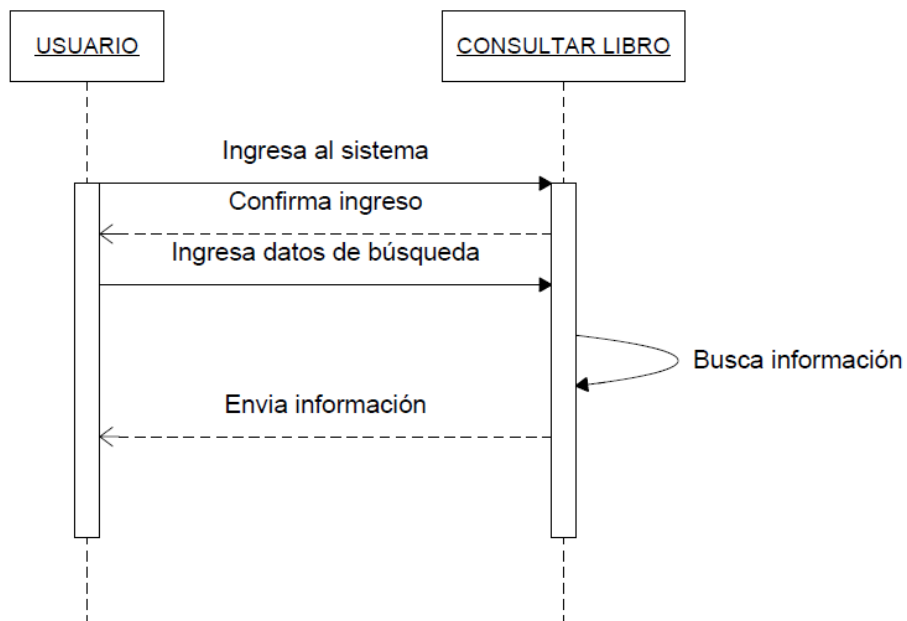 USUARIO
CONSULTAR LIBRO
Ingresa al sistema
Confirma ingreso
Ingresa datos de búsqueda
Busca información
Envia información